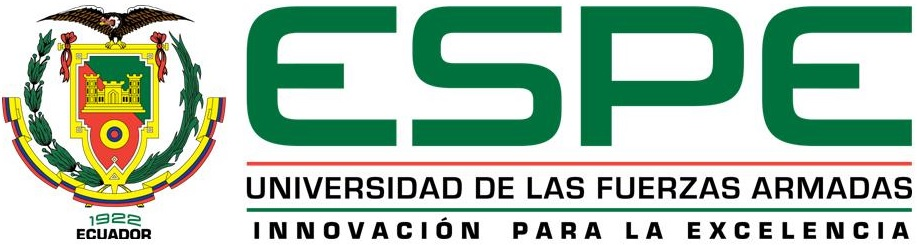 ESPE
UNIVERSIDAD DE LAS FUERZAS ARMADAS
INNOVACIÓN PARA LA EXCELENCIA
1922
ECUADOR